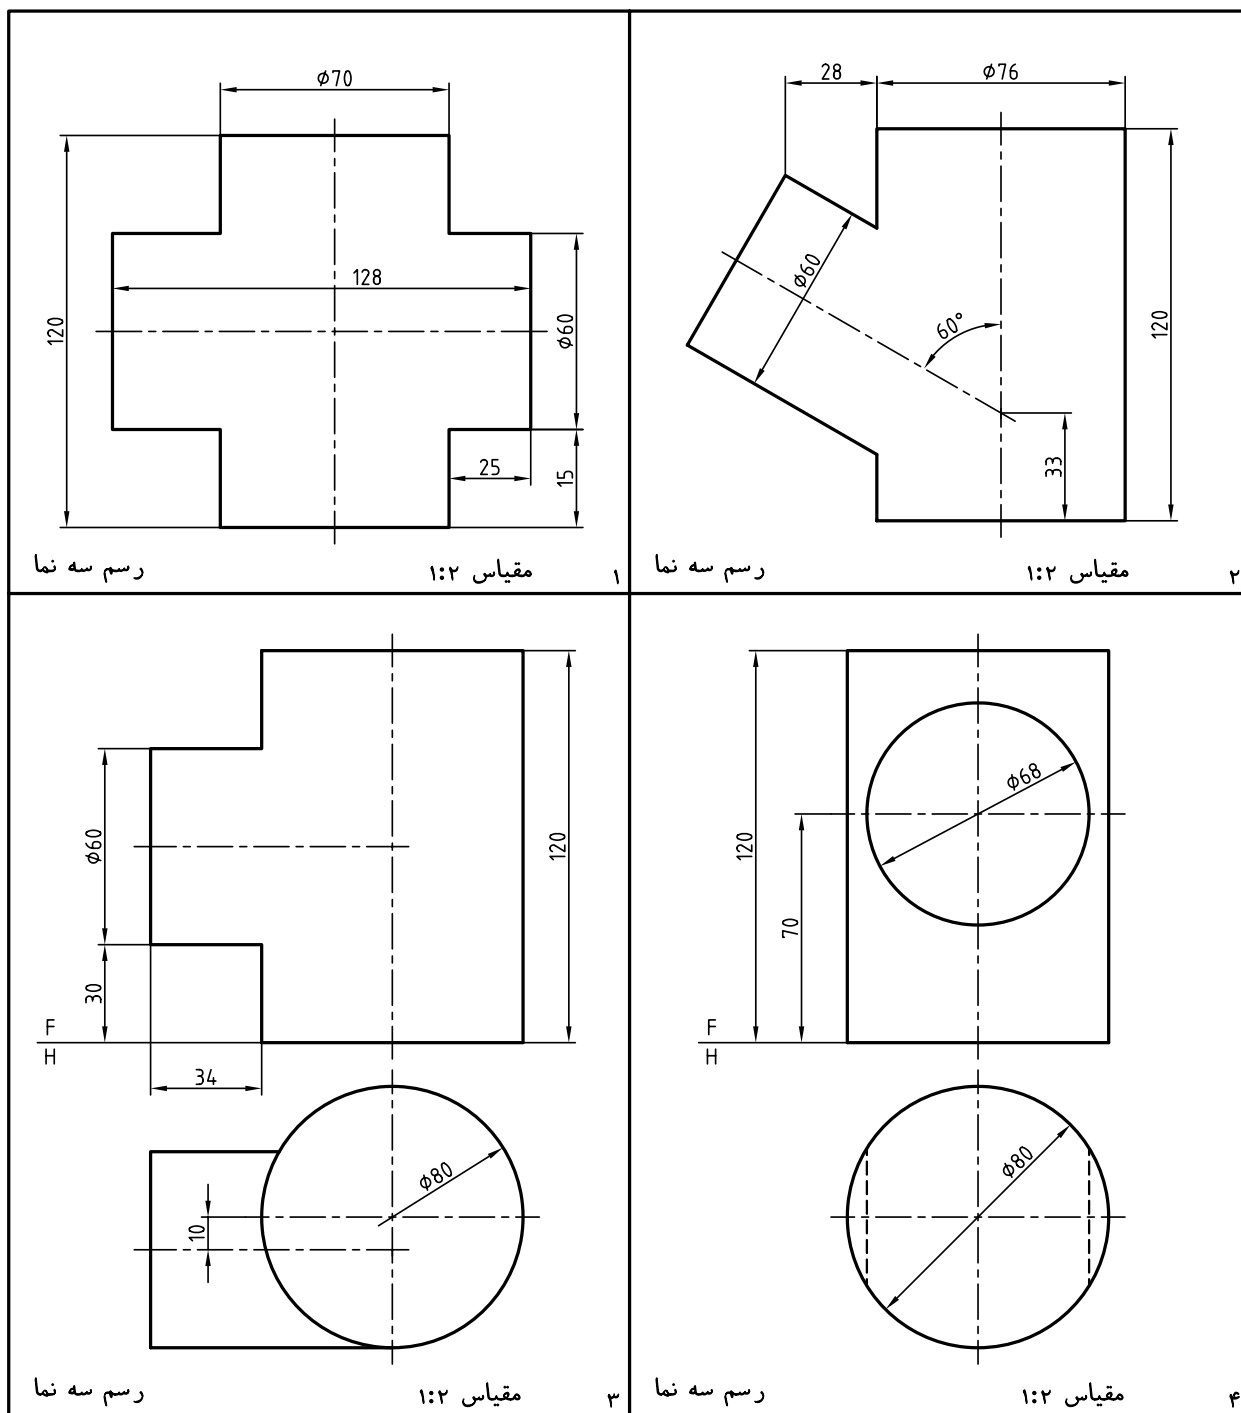 Φ70
120
128
Φ60
25
15
رسم سه نما
مقیاس ۱:۲
۱
28
Φ76
Φ60
60°
120
33
رسم سه نما
مقیاس ۱:۲
۲
Φ60
120
30
F
H
34
Φ80
10
رسم سه نما
مقیاس ۱:۲
۳
Φ68
120
70
F
H
Φ80
رسم سه نما
مقیاس ۱:۲
۴